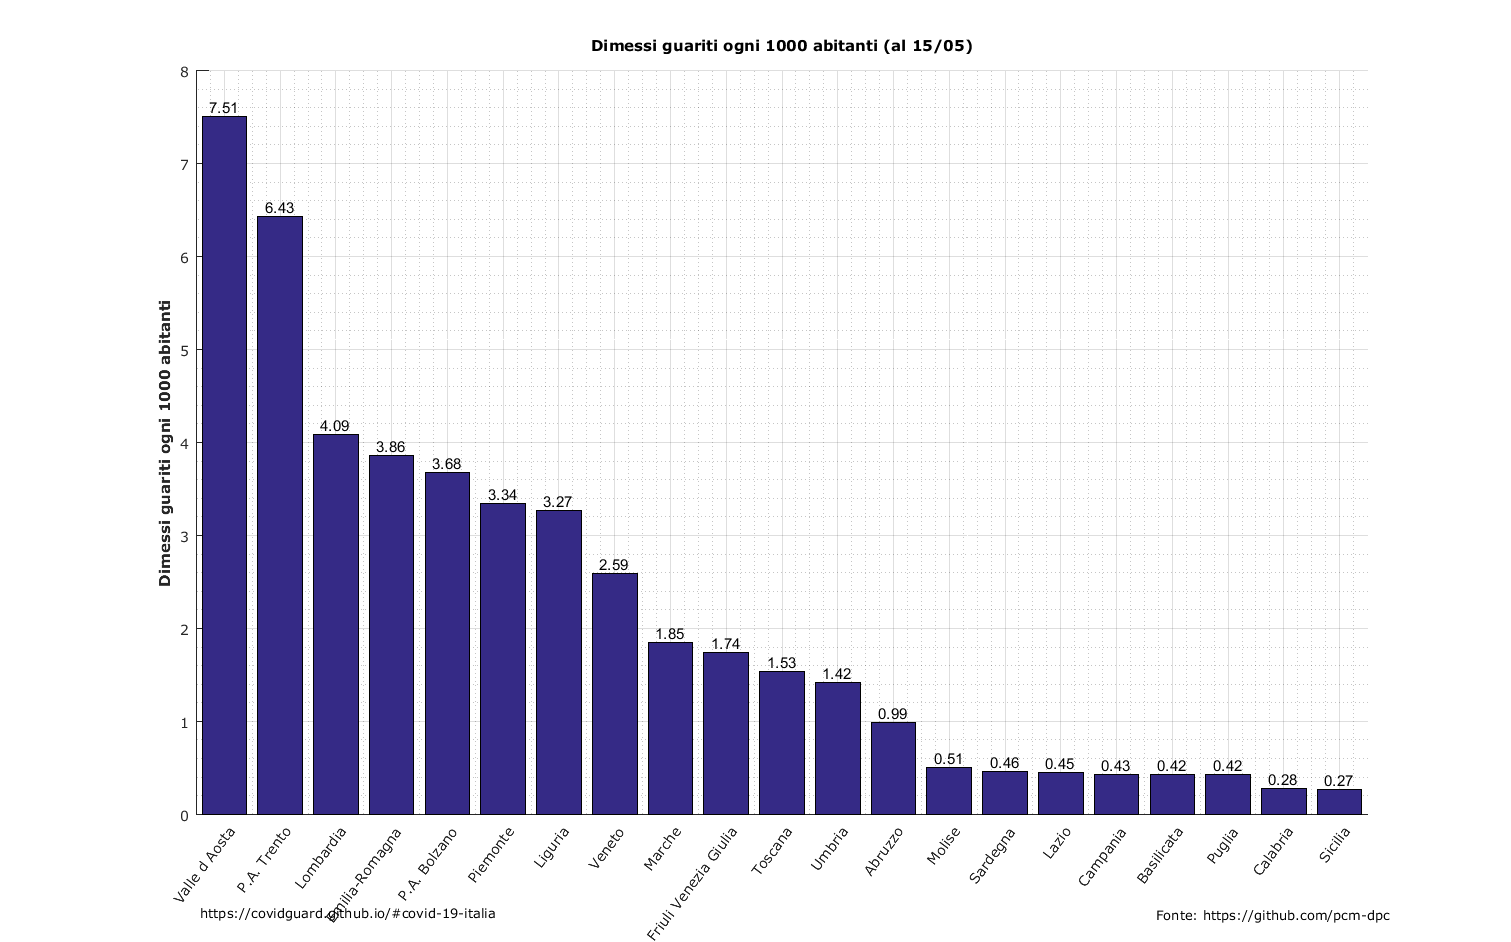 Dimessi guariti ogni 1000 abitanti (al 15/05)
Dimessi guariti ogni 1000 abitanti
8
7
6
5
4
3
2
1
0
7.51
6.43
4.09
3.86
3.68
3.34
3.27
2.59
1.85
1.74
1.53
1.42
0.99
0.51
0.46
0.45
0.43
0.42
0.42
0.28
0.27
Valle d Aosta
P.A. Trento
Lombardia
Emilia-Romagna
P.A. Bolzano
Piemonte
Liguria
Veneto
Marche
Friuli Venezia Giulia
Toscana
Umbria
Abruzzo
Molise
Sardegna
Lazio
Campania
Basilicata
Puglia
Calabria
Sicilia
https://covidguard.github.io/#covid-19-italia
Fonte: https://github.com/pcm-dpc